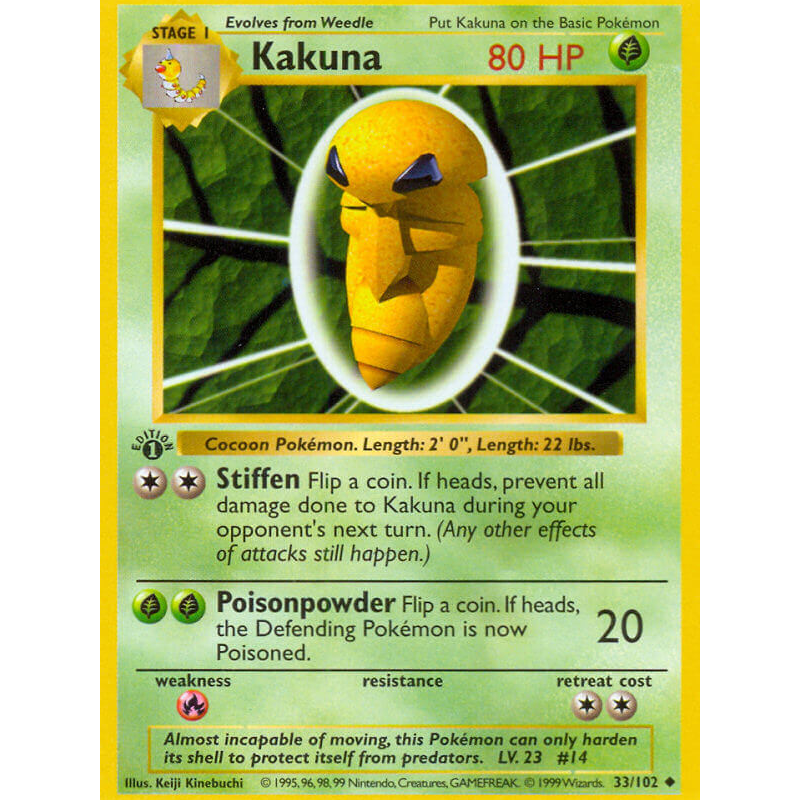 Evolves from Weedle
Put Kakuna on the Basic Pokémon
STAGE 1
Kakuna
80 HP
EDITION
1
Cocoon Pokémon. Length: 2' 0", Length: 22 lbs.
Stiffen Flip a coin. If heads, prevent all
damage done to Kakuna during your
opponent's next turn. (Any other effects
of attacks still happen.)
Poisonpowder Flip a coin. If heads,
the Defending Pokémon is now
Poisoned.
20
weakness
resistance
retreat cost
Almost incapable of moving, this Pokémon can only harden
its shell to protect itself from predators. LV. 23 #14
Illus. Keiji Kinebuchi
© 1995, 96, 98, 99 Nintendo, Creatures, GAMEFREAK. © 1999 Wizards.
33/102